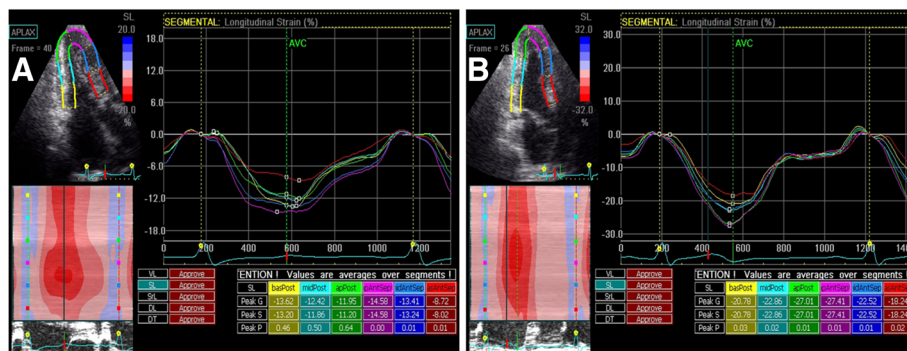 A
APLAX
Frame = 40
SL
20.0
-20.0
%
SEGMENTAL: Longitudinal Strain (%)
AVC
18.0
12.0
6.0
0.0
-6.0
-12.0
-18.0
200 400 600 800 1000 1200
VL Approve
SL Approve
SrL Approve
DL Approve
DT Approve
ENTION ! Values are averages over segments !
SL basPost midPost apPost apAntSep midAntSep basAntSep
Peak G -13.62 -12.42 -11.95 -14.58 -13.41 -8.72
Peak S -13.20 -11.86 -11.20 -14.58 -13.24 -8.02
Peak P 0.46 0.50 0.64 0.00 0.01 0.01
B
APLAX
Frame = 26
SL
32.0
-32.0
%
SEGMENTAL: Longitudinal Strain (%)
AVC
30.0
20.0
10.0
0.0
-10.0
-20.0
-30.0
200 400 600 800 1000 1200
VL Approve
SL Approve
SrL Approve
DL Approve
DT Approve
ENTION ! Values are averages over segments !
SL basPost midPost apPost apAntSep midAntSep basAntSep
Peak G -20.78 -22.86 -27.01 -27.41 -22.52 -18.24
Peak S -20.78 -22.86 -27.01 -27.41 -22.52 -18.24
Peak P 0.03 0.02 0.01 0.01 0.01 0.02